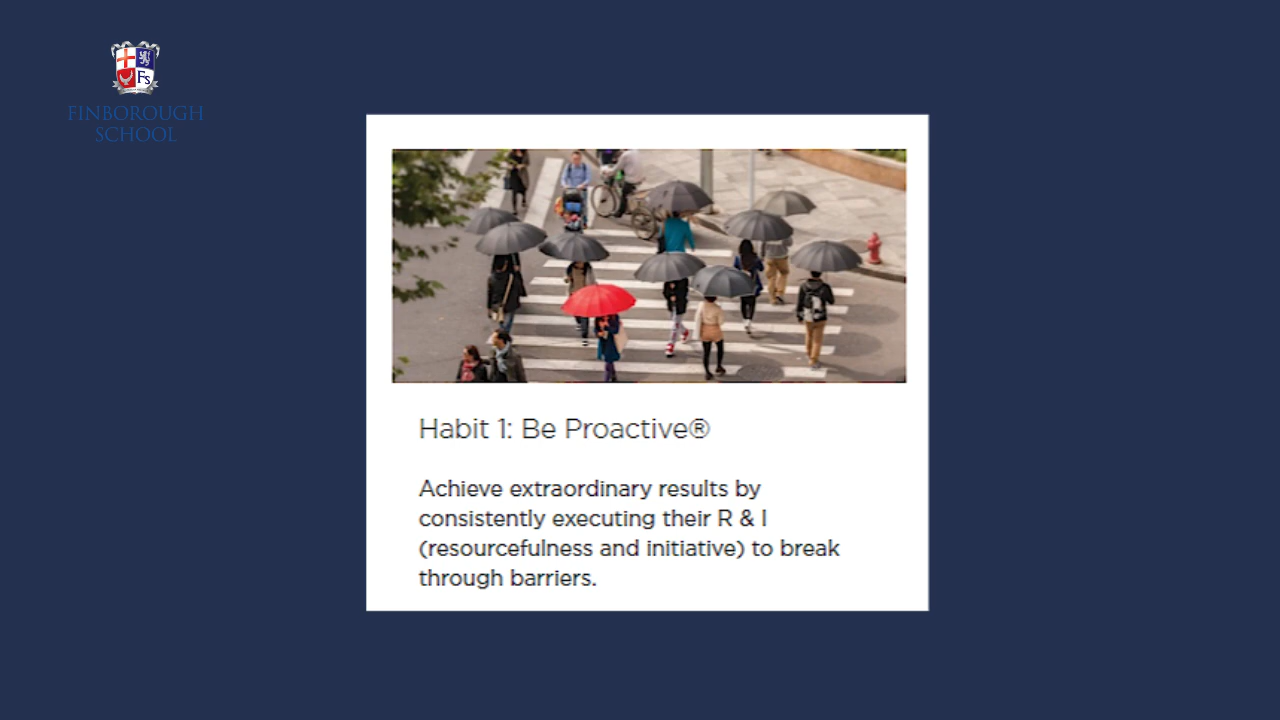 Fs
FINBOROUGH
SCHOOL
Habit 1: Be Proactive®
Achieve extraordinary results by
consistently executing their R & I
(resourcefulness and initiative) to break
through barriers.